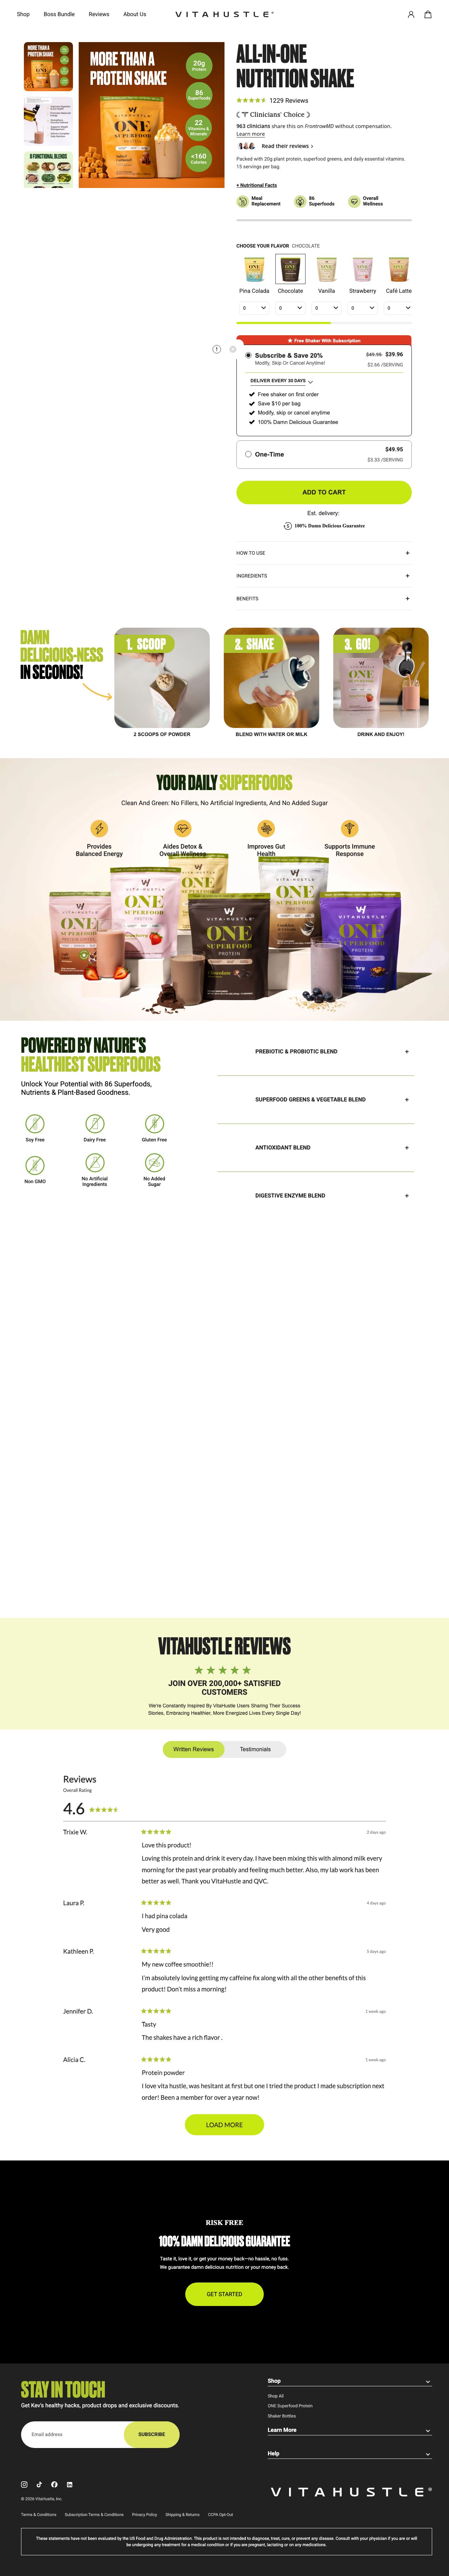 Shop
Boss Bundle
Reviews
About Us
VITAHUSTLE®
MORE THAN A
PROTEIN SHAKE
8 FUNCTIONAL BLENDS
MORE THAN A
PROTEIN SHAKE
20g
Protein
86
Superfoods
22
Vitamins &
Minerals
<160
Calories
ONE
SUPERFOOD
ALL-IN-ONE
NUTRITION SHAKE
1229 Reviews
Clinicians' Choice
963 clinicians share this on FrontrowMD without compensation.
Learn more
Read their reviews >
Packed with 20g plant protein, superfood greens, and daily essential vitamins.
15 servings per bag.
+ Nutritional Facts
Meal
Replacement
86
Superfoods
Overall
Wellness
CHOOSE YOUR FLAVOR CHOCOLATE
Pina Colada
Chocolate
Vanilla
Strawberry
Café Latte
0
0
0
0
0
Free Shaker With Subscription
Subscribe & Save 20%
$49.95 $39.96
Modify, Skip Or Cancel Anytime!
$2.66 /SERVING
DELIVER EVERY 30 DAYS
Free shaker on first order
Save $10 per bag
Modify, skip or cancel anytime
100% Damn Delicious Guarantee
One-Time
$49.95
$3.33 /SERVING
ADD TO CART
Est. delivery:
100% Damn Delicious Guarantee
HOW TO USE +
INGREDIENTS +
BENEFITS +
DAMN
DELICIOUS-NESS
IN SECONDS!
1. SCOOP
2 SCOOPS OF POWDER
2. SHAKE
BLEND WITH WATER OR MILK
3. GO!
DRINK AND ENJOY!
YOUR DAILY SUPERFOODS
Clean And Green: No Fillers, No Artificial Ingredients, And No Added Sugar
Provides
Balanced Energy
Aides Detox &
Overall Wellness
Improves Gut
Health
Supports Immune
Response
VITAHUSTLE
ONE
SUPERFOOD
PROTEIN
POWERED BY NATURE'S
HEALTHIEST SUPERFOODS
Unlock Your Potential with 86 Superfoods,
Nutrients & Plant-Based Goodness.
Soy Free
Dairy Free
Gluten Free
Non GMO
No Artificial
Ingredients
No Added
Sugar
PREBIOTIC & PROBIOTIC BLEND +
SUPERFOOD GREENS & VEGETABLE BLEND +
ANTIOXIDANT BLEND +
DIGESTIVE ENZYME BLEND +
VITAHUSTLE REVIEWS
JOIN OVER 200,000+ SATISFIED
CUSTOMERS
We're Constantly Inspired By VitaHustle Users Sharing Their Success
Stories, Embracing Healthier, More Energized Lives Every Single Day!
Written Reviews
Testimonials
Reviews
Overall Rating
4.6
Trixie W.
2 days ago
Love this product!
Loving this protein and drink it every day. I have been mixing this with almond milk every
morning for the past year probably and feeling much better. Also, my lab work has been
better as well. Thank you VitaHustle and QVC.
Laura P.
4 days ago
I had pina colada
Very good
Kathleen P.
5 days ago
My new coffee smoothie!!
I'm absolutely loving getting my caffeine fix along with all the other benefits of this
product! Don't miss a morning!
Jennifer D.
1 week ago
Tasty
The shakes have a rich flavor .
Alicia C.
1 week ago
Protein powder
I love vita hustle, was hesitant at first but one I tried the product I made subscription next
order! Been a member for over a year now!
LOAD MORE
RISK FREE
100% DAMN DELICIOUS GUARANTEE
Taste it, love it, or get your money back—no hassle, no fuss.
We guarantee damn delicious nutrition or your money back.
GET STARTED
STAY IN TOUCH
Get Kev's healthy hacks, product drops and exclusive discounts.
Email address
SUBSCRIBE
Shop
Shop All
ONE Superfood Protein
Shaker Bottles
Learn More
Help
© 2026 VitaHustle, Inc.
VITAHUSTLE®
Terms & Conditions
Subscription Terms & Conditions
Privacy Policy
Shipping & Returns
CCPA Opt-Out
These statements have not been evaluated by the US Food and Drug Administration. This product is not intended to diagnose, treat, cure, or prevent any disease. Consult with your physician if you are or will
be undergoing any treatment for a medical condition or if you are pregnant, lactating or on any medications.